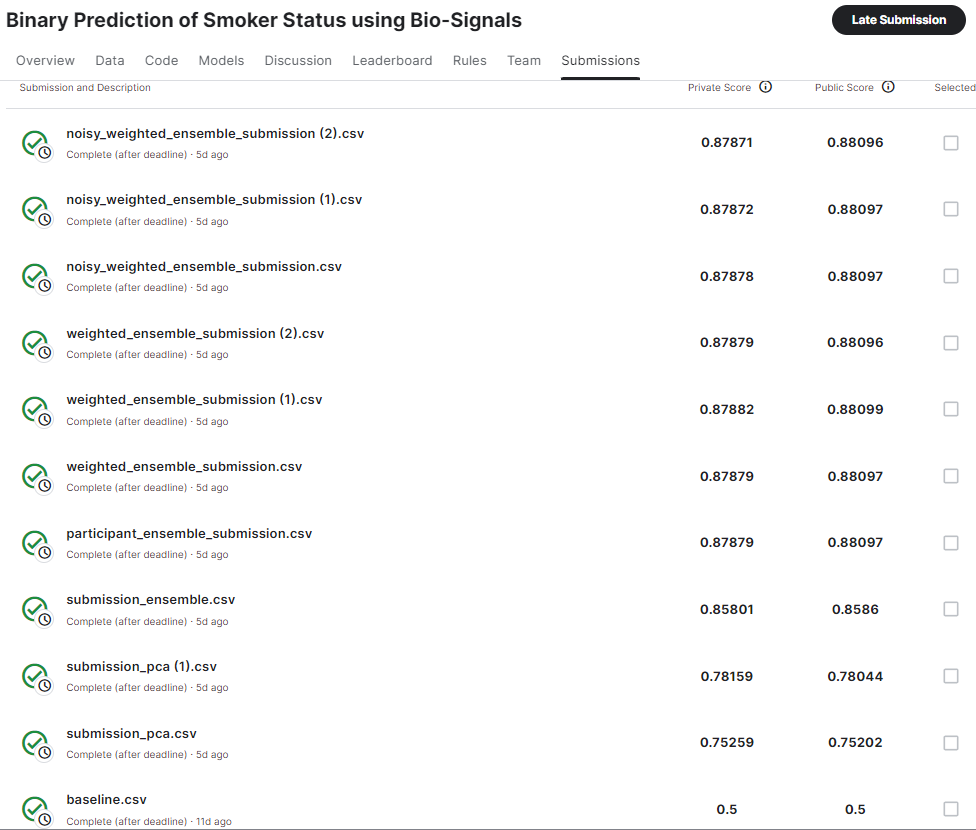 Binary Prediction of Smoker Status using Bio-Signals
Late Submission
Overview Data Code Models Discussion Leaderboard Rules Team Submissions
Submission and Description Private Score Public Score Selected
noisy_weighted_ensemble_submission (2).csv
Complete (after deadline) · 5d ago
0.87871 0.88096
noisy_weighted_ensemble_submission (1).csv
Complete (after deadline) · 5d ago
0.87872 0.88097
noisy_weighted_ensemble_submission.csv
Complete (after deadline) · 5d ago
0.87878 0.88097
weighted_ensemble_submission (2).csv
Complete (after deadline) · 5d ago
0.87879 0.88096
weighted_ensemble_submission (1).csv
Complete (after deadline) · 5d ago
0.87882 0.88099
weighted_ensemble_submission.csv
Complete (after deadline) · 5d ago
0.87879 0.88097
participant_ensemble_submission.csv
Complete (after deadline) · 5d ago
0.87879 0.88097
submission_ensemble.csv
Complete (after deadline) · 5d ago
0.85801 0.8586
submission_pca (1).csv
Complete (after deadline) · 5d ago
0.78159 0.78044
submission_pca.csv
Complete (after deadline) · 5d ago
0.75259 0.75202
baseline.csv
Complete (after deadline) · 11d ago
0.5 0.5